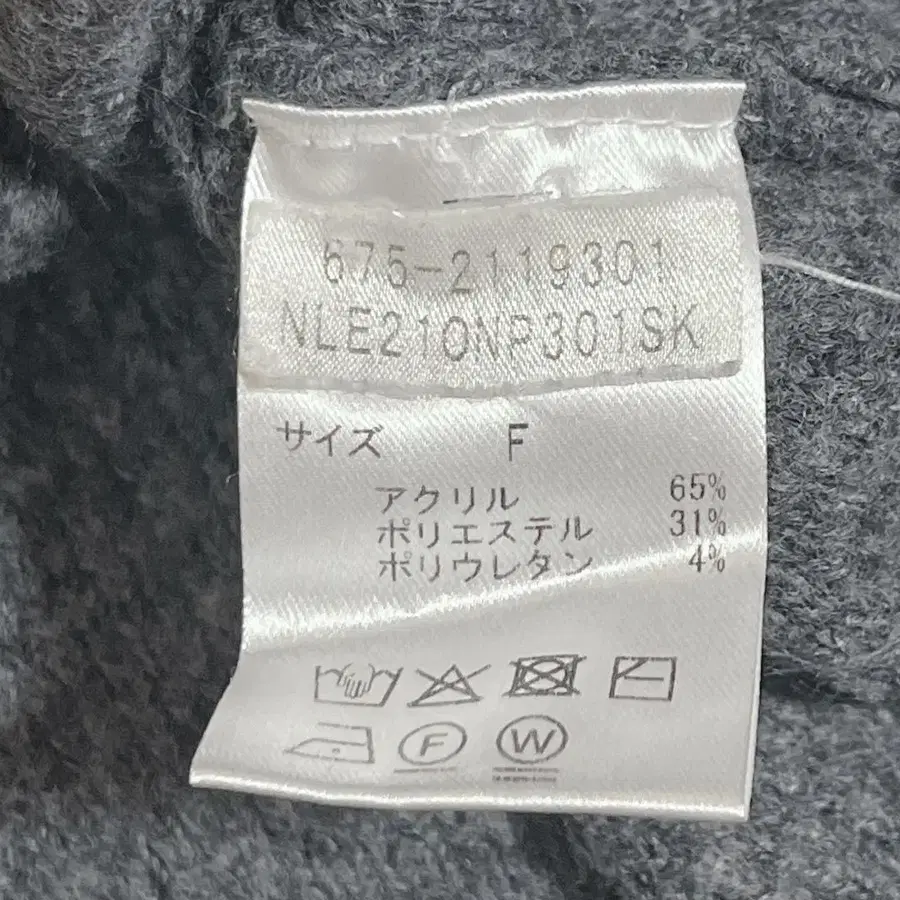 675-2119301
NLE210NP301SK
サイズ F
アクリル 65%
ポリエステル 31%
ポリウレタン 4%
F W